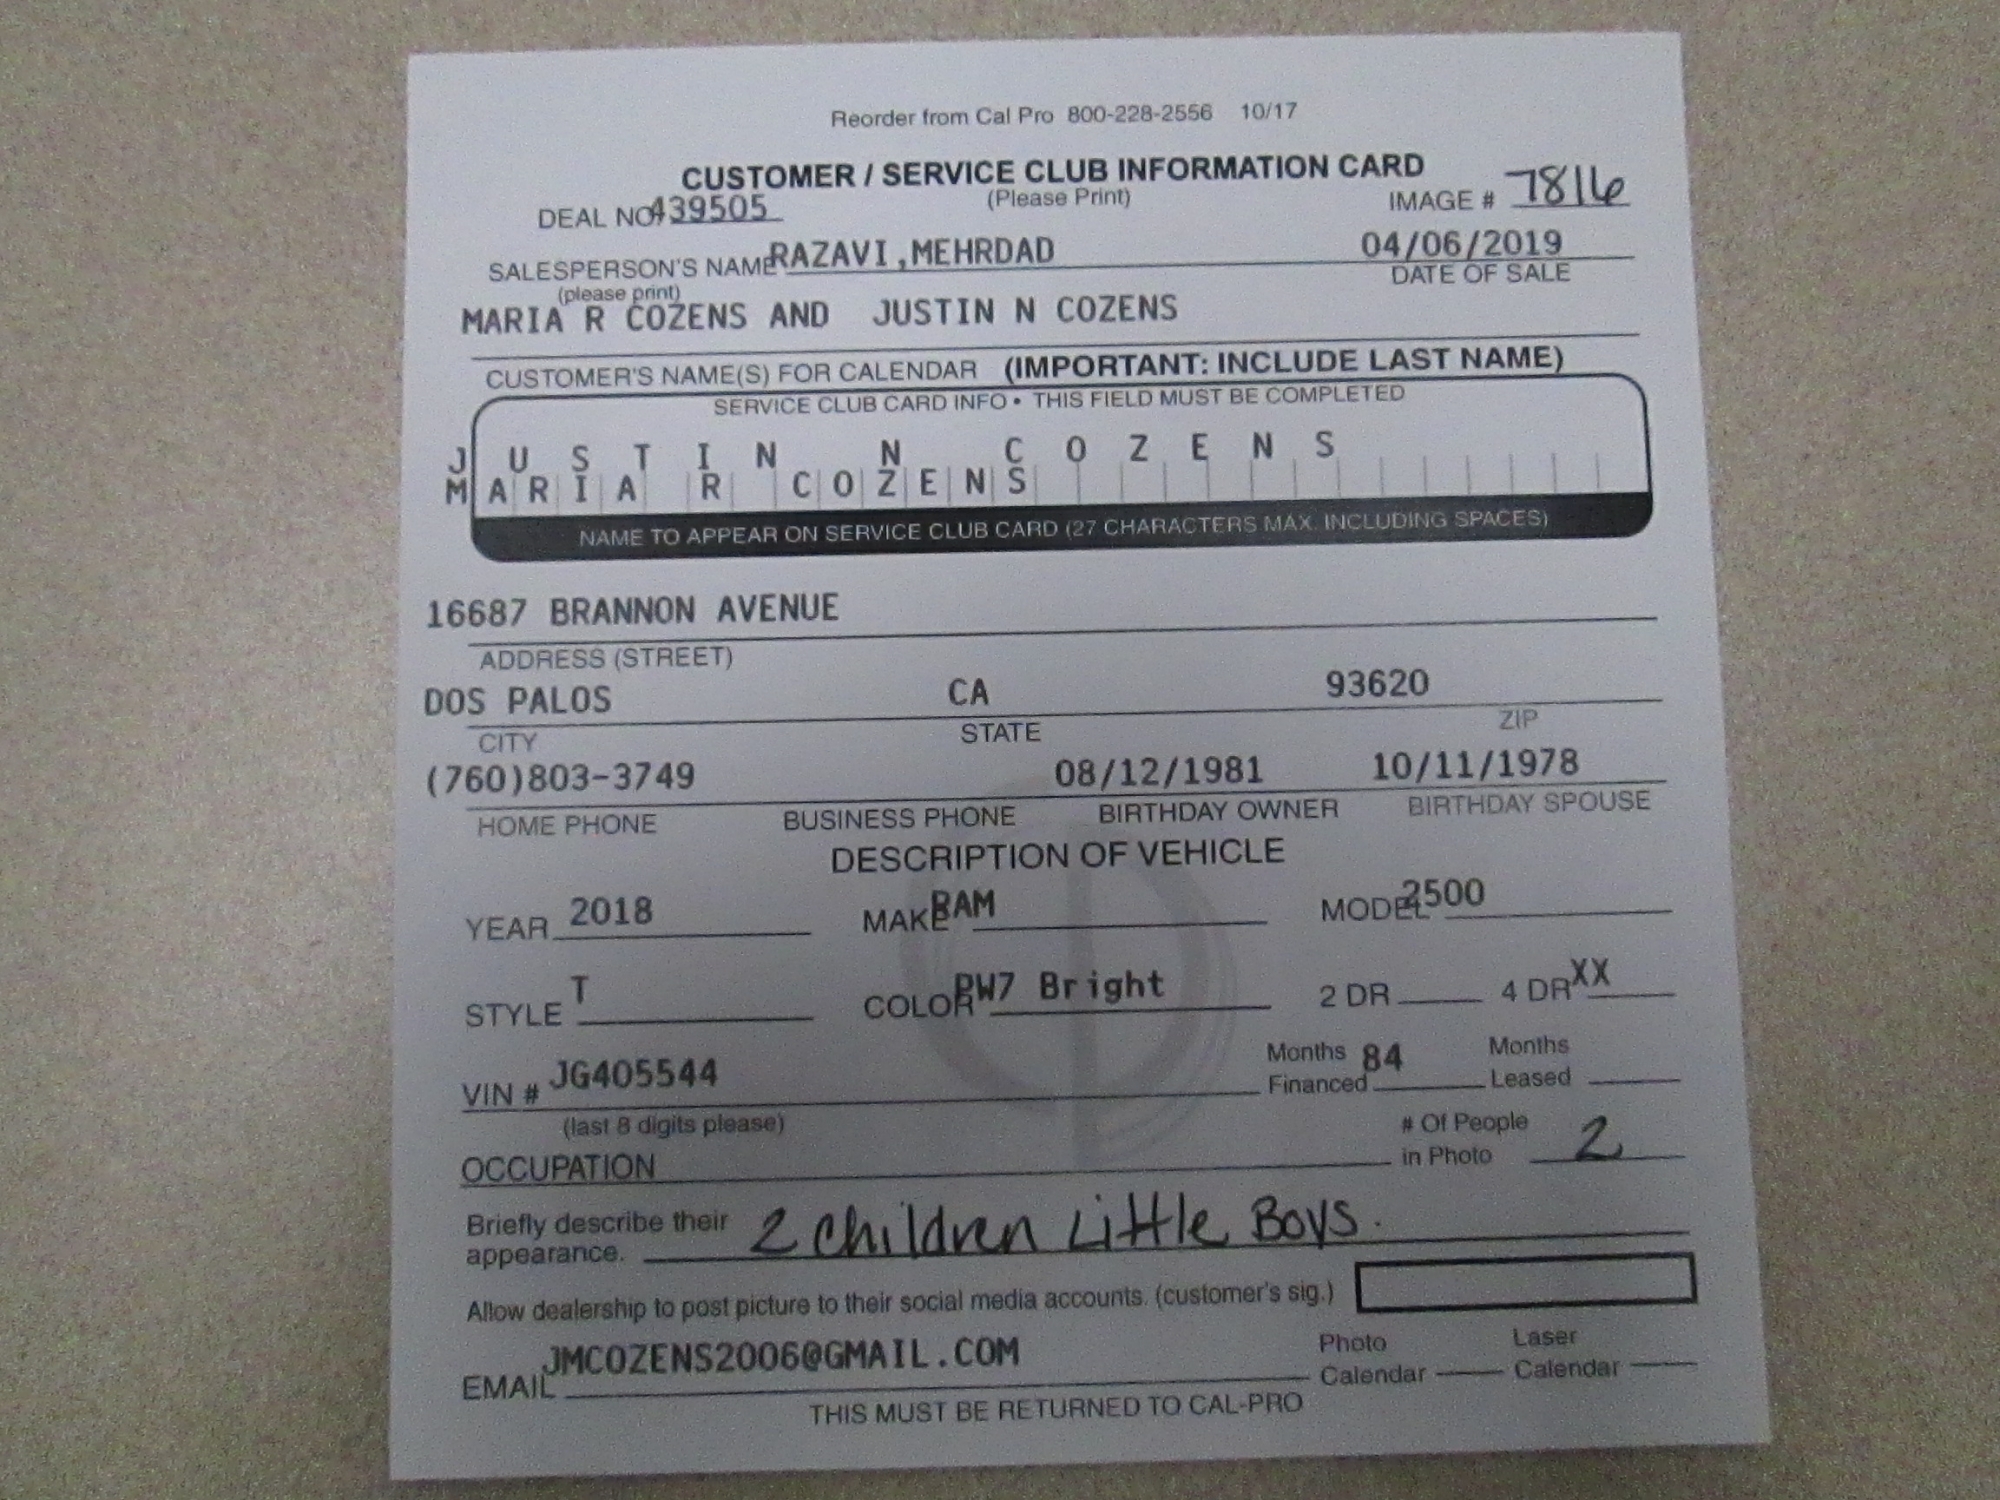 Reorder from Cal Pro 800-228-2556 10/17
CUSTOMER / SERVICE CLUB INFORMATION CARD
(Please Print)
DEAL NO. 439505 IMAGE # 7816
SALESPERSON'S NAME RAZAVI,MEHRDAD 04/06/2019
(please print) DATE OF SALE
MARIA R COZENS AND JUSTIN N COZENS
CUSTOMER'S NAME(S) FOR CALENDAR (IMPORTANT: INCLUDE LAST NAME)
SERVICE CLUB CARD INFO • THIS FIELD MUST BE COMPLETED
JUSTIN N COZENS
MARIA R COZENS
NAME TO APPEAR ON SERVICE CLUB CARD (27 CHARACTERS MAX. INCLUDING SPACES)
16687 BRANNON AVENUE
ADDRESS (STREET)
DOS PALOS CA 93620
CITY STATE ZIP
(760)803-3749 08/12/1981 10/11/1978
HOME PHONE BUSINESS PHONE BIRTHDAY OWNER BIRTHDAY SPOUSE
DESCRIPTION OF VEHICLE
YEAR 2018 MAKE RAM MODEL 2500
STYLE T COLOR PW7 Bright 2 DR 4 DR XX
VIN # JG405544 Months Financed 84 Months Leased
(last 8 digits please)
OCCUPATION # Of People in Photo 2
Briefly describe their appearance. 2 children Little Boys.
Allow dealership to post picture to their social media accounts. (customer's sig.)
EMAIL JMCOZENS2006@GMAIL.COM Photo Calendar Laser Calendar
THIS MUST BE RETURNED TO CAL-PRO